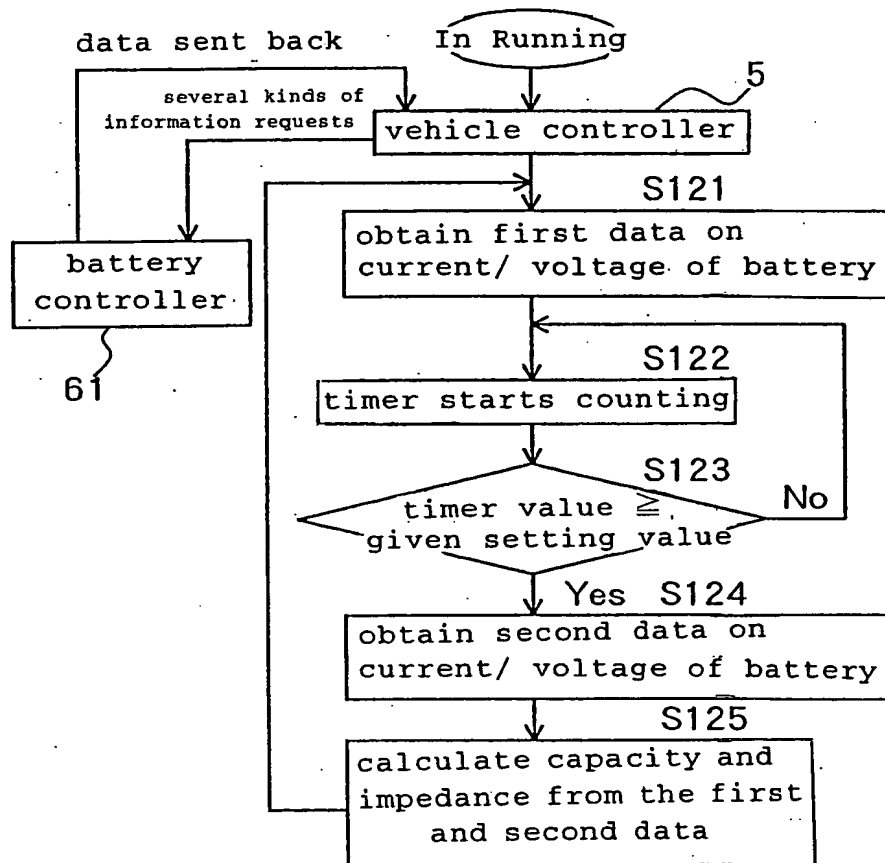 data sent back
In Running
several kinds of
information requests
5
vehicle controller
S121
obtain first data on
current/ voltage of battery
battery
controller
61
S122
timer starts counting
S123
timer value ≧
given setting value
No
Yes S124
obtain second data on
current/ voltage of battery
S125
calculate capacity and
impedance from the first
and second data